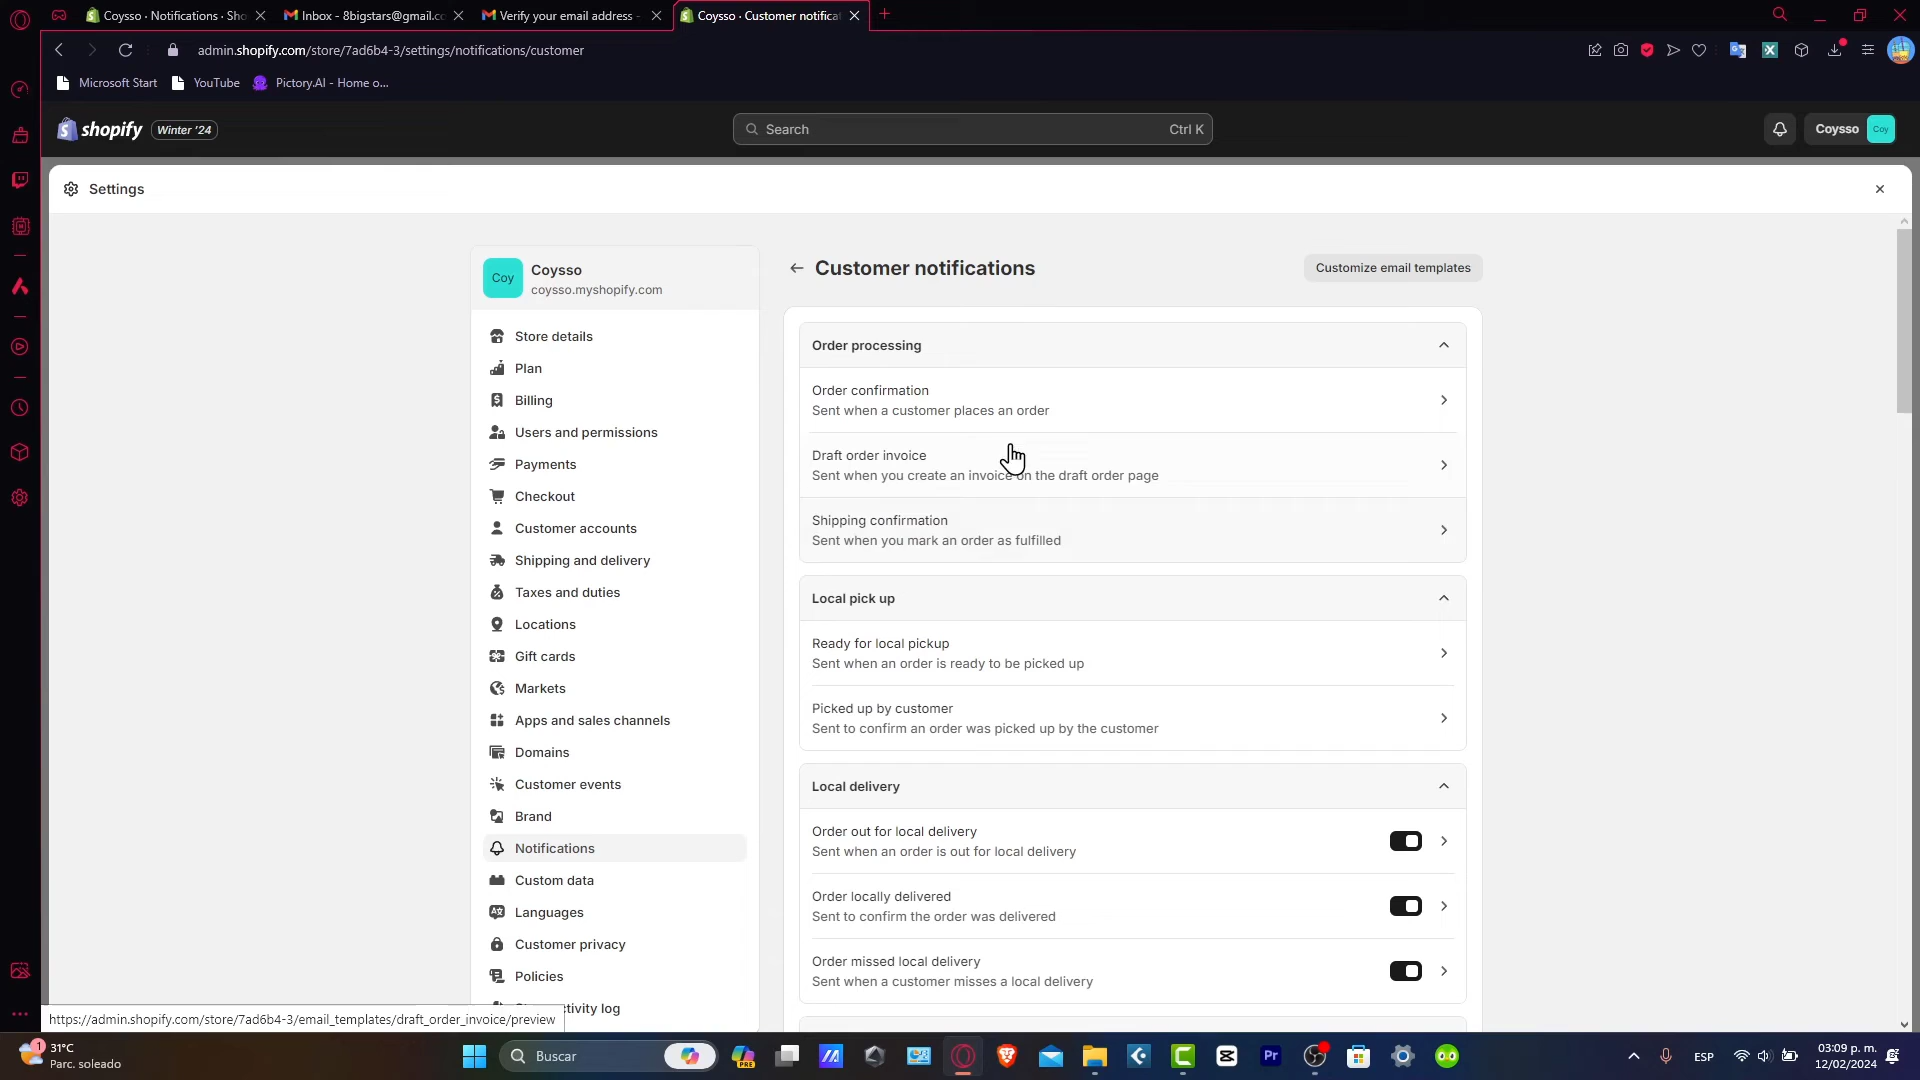 Coysso · Notifications · Sho
Inbox - 8bigstars@gmail.co
Verify your email address -
Coysso · Customer notifica
admin.shopify.com/store/7ad6b4-3/settings/notifications/customer
Microsoft Start
YouTube
Pictory.AI - Home o...
shopify
Winter '24
Search
Ctrl K
Coysso
Coy
Settings
Coy
Coysso
coysso.myshopify.com
Store details
Plan
Billing
Users and permissions
Payments
Checkout
Customer accounts
Shipping and delivery
Taxes and duties
Locations
Gift cards
Markets
Apps and sales channels
Domains
Customer events
Brand
Notifications
Custom data
Languages
Customer privacy
Policies
tivity log
Customer notifications
Customize email templates
Order processing
Order confirmation
Sent when a customer places an order
Draft order invoice
Sent when you create an invoice on the draft order page
Shipping confirmation
Sent when you mark an order as fulfilled
Local pick up
Ready for local pickup
Sent when an order is ready to be picked up
Picked up by customer
Sent to confirm an order was picked up by the customer
Local delivery
Order out for local delivery
Sent when an order is out for local delivery
Order locally delivered
Sent to confirm the order was delivered
Order missed local delivery
Sent when a customer misses a local delivery
https://admin.shopify.com/store/7ad6b4-3/email_templates/draft_order_invoice/preview
1
31°C
Parc. soleado
Buscar
PRE
Pr
ESP
03:09 p. m.
12/02/2024